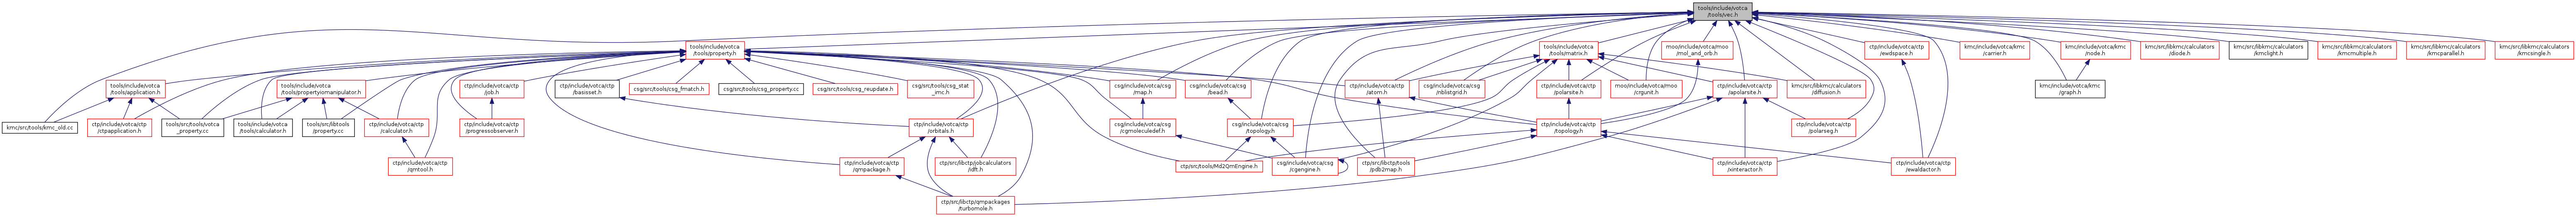 tools/include/votca
/tools/vec.h
tools/include/votca
/tools/property.h
tools/include/votca
/tools/matrix.h
moo/include/votca/moo
/mol_and_orb.h
ctp/include/votca/ctp
/ewdspace.h
kmc/include/votca/kmc
/carrier.h
kmc/include/votca/kmc
/node.h
kmc/src/libkmc/calculators
/diode.h
kmc/src/libkmc/calculators
/kmclight.h
kmc/src/libkmc/calculators
/kmcmultiple.h
kmc/src/libkmc/calculators
/kmcparallel.h
kmc/src/libkmc/calculators
/kmcsingle.h
tools/include/votca
/tools/application.h
tools/include/votca
/tools/propertyiomanipulator.h
ctp/include/votca/ctp
/job.h
ctp/include/votca/ctp
/basisset.h
csg/src/tools/csg_fmatch.h
csg/src/tools/csg_property.cc
csg/src/tools/csg_reupdate.h
csg/src/tools/csg_stat
_imc.h
csg/include/votca/csg
/map.h
csg/include/votca/csg
/bead.h
ctp/include/votca/ctp
/atom.h
csg/include/votca/csg
/nblistgrid.h
ctp/include/votca/ctp
/polarsite.h
moo/include/votca/moo
/crgunit.h
ctp/include/votca/ctp
/apolarsite.h
kmc/src/libkmc/calculators
/diffusion.h
kmc/include/votca/kmc
/graph.h
kmc/src/tools/kmc_old.cc
ctp/include/votca/ctp
/ctpapplication.h
tools/src/tools/votca
_property.cc
tools/include/votca
/tools/calculator.h
tools/src/libtools
/property.cc
ctp/include/votca/ctp
/calculator.h
ctp/include/votca/ctp
/progressobserver.h
ctp/include/votca/ctp
/orbitals.h
csg/include/votca/csg
/cgmoleculedef.h
csg/include/votca/csg
/topology.h
ctp/include/votca/ctp
/topology.h
ctp/include/votca/ctp
/polarseg.h
ctp/include/votca/ctp
/qmtool.h
ctp/include/votca/ctp
/qmpackage.h
ctp/src/libctp/jobcalculators
/idft.h
ctp/src/tools/Md2QmEngine.h
csg/include/votca/csg
/cgengine.h
ctp/src/libctp/tools
/pdb2map.h
ctp/include/votca/ctp
/xinteractor.h
ctp/include/votca/ctp
/ewaldactor.h
ctp/src/libctp/qmpackages
/turbomole.h